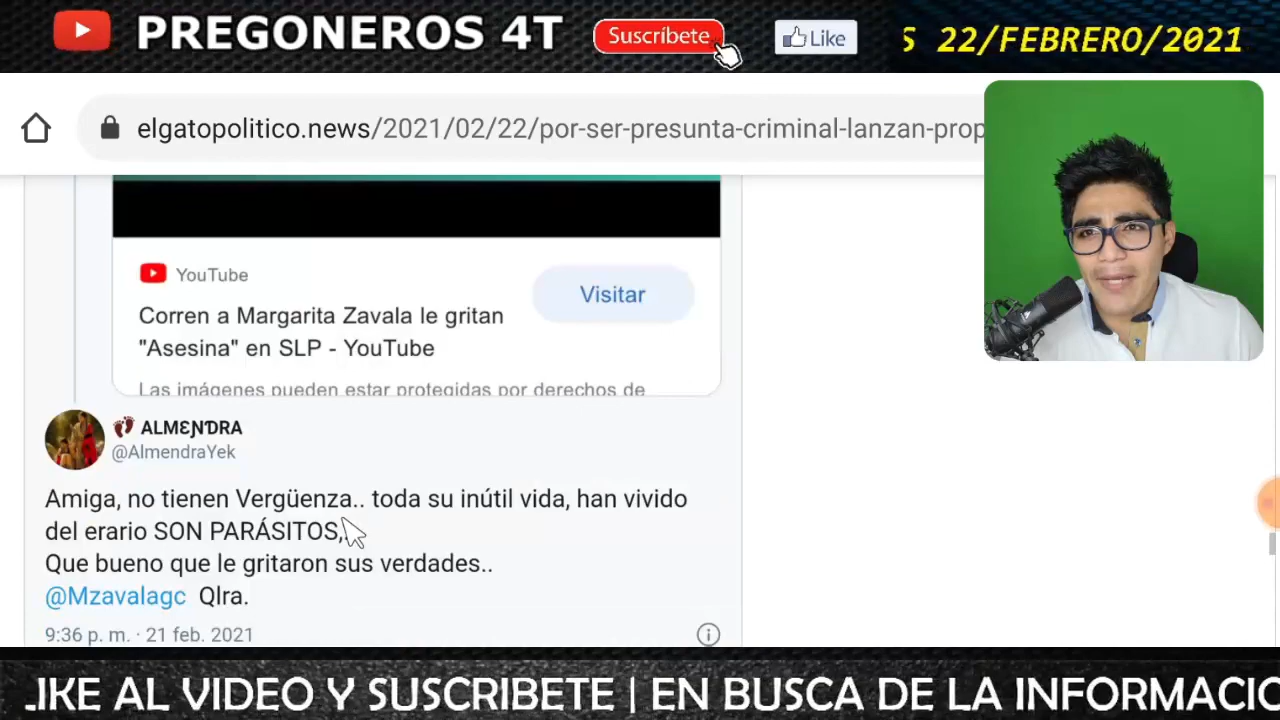 PREGONEROS 4T
Suscríbete
Like
S 22/FEBRERO/2021
elgatopolitico.news/2021/02/22/por-ser-presunta-criminal-lanzan-prop
YouTube
Visitar
Corren a Margarita Zavala le gritan
"Asesina" en SLP - YouTube
Las imágenes pueden estar protegidas por derechos de
ALMƐƝƊRA
@AlmendraYek
Amiga, no tienen Vergüenza.. toda su inútil vida, han vivido
del erario SON PARÁSITOS,
Que bueno que le gritaron sus verdades..
@Mzavalagc Qlra.
9:36 p. m. · 21 feb. 2021
LIKE AL VIDEO Y SUSCRIBETE | EN BUSCA DE LA INFORMACIO